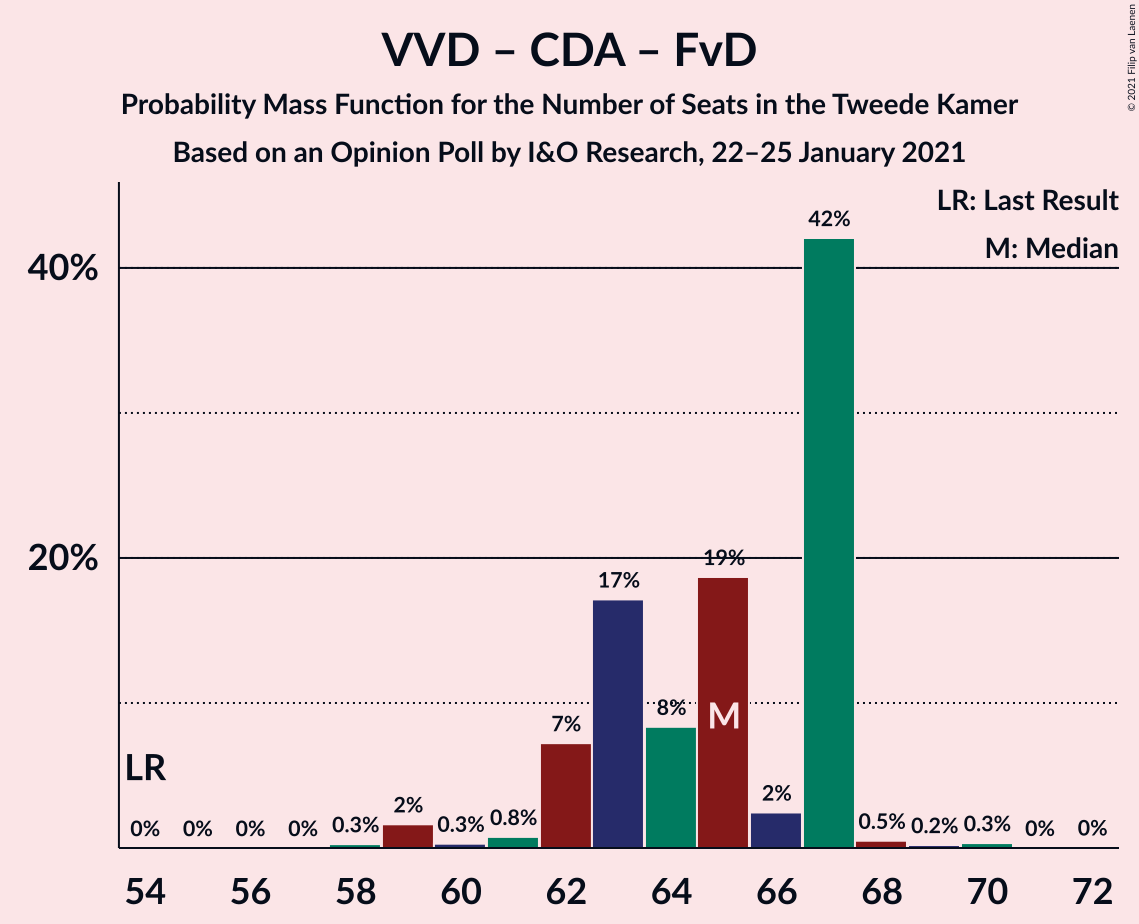 VVD – CDA – FvD
Probability Mass Function for the Number of Seats in the Tweede Kamer
Based on an Opinion Poll by I&O Research, 22–25 January 2021
© 2021 Filip van Laenen
LR: Last Result
M: Median
42%
40%
20%
19%
17%
8%
M
7%
LR
2%
2%
0% 0% 0% 0% 0.3% 0.3% 0.8% 0.5% 0.2% 0.3% 0% 0%
54 56 58 60 62 64 66 68 70 72